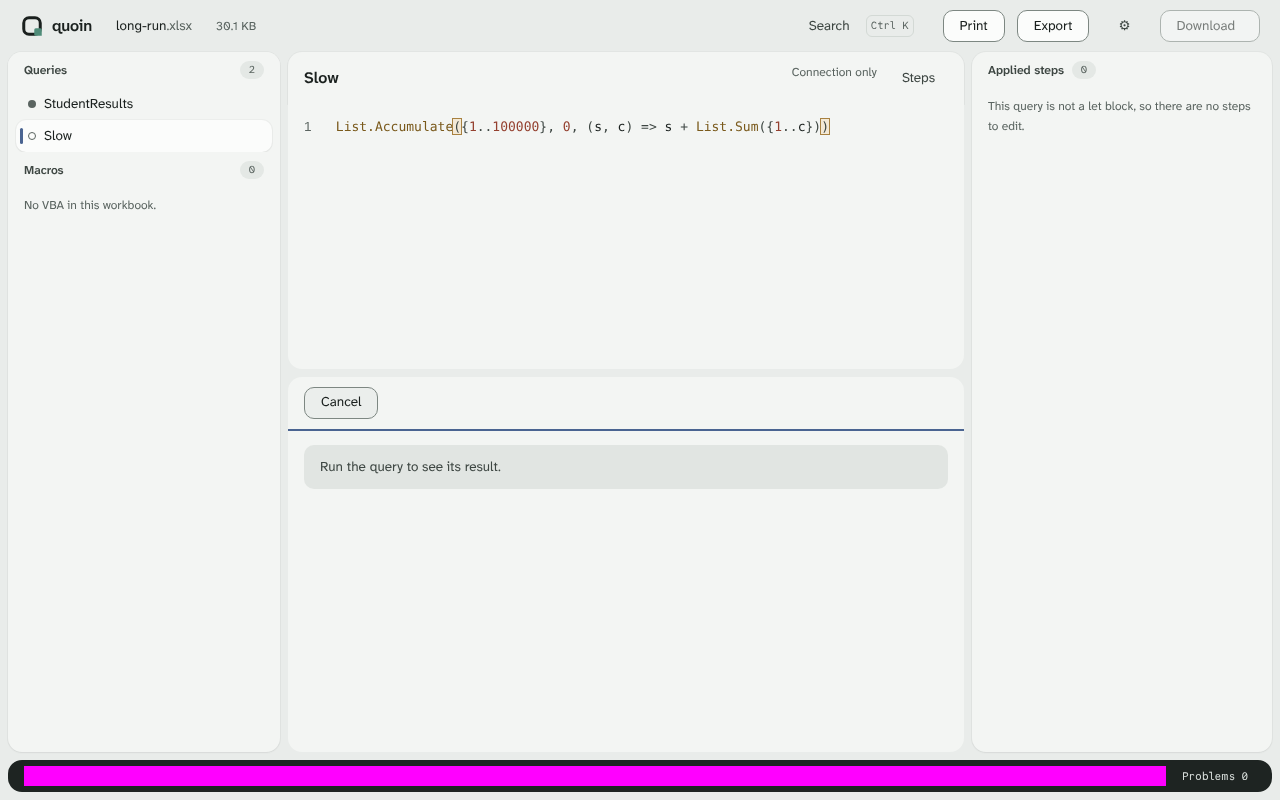 quoin
long-run.xlsx
30.1 KB
Search
Ctrl K
Print
Export
Download
Queries 2
StudentResults
Slow
Macros 0
No VBA in this workbook.
Slow
Connection only
Steps
1 List.Accumulate({1..100000}, 0, (s, c) => s + List.Sum({1..c}))
Cancel
Run the query to see its result.
Applied steps 0
This query is not a let block, so there are no steps
to edit.
Problems 0